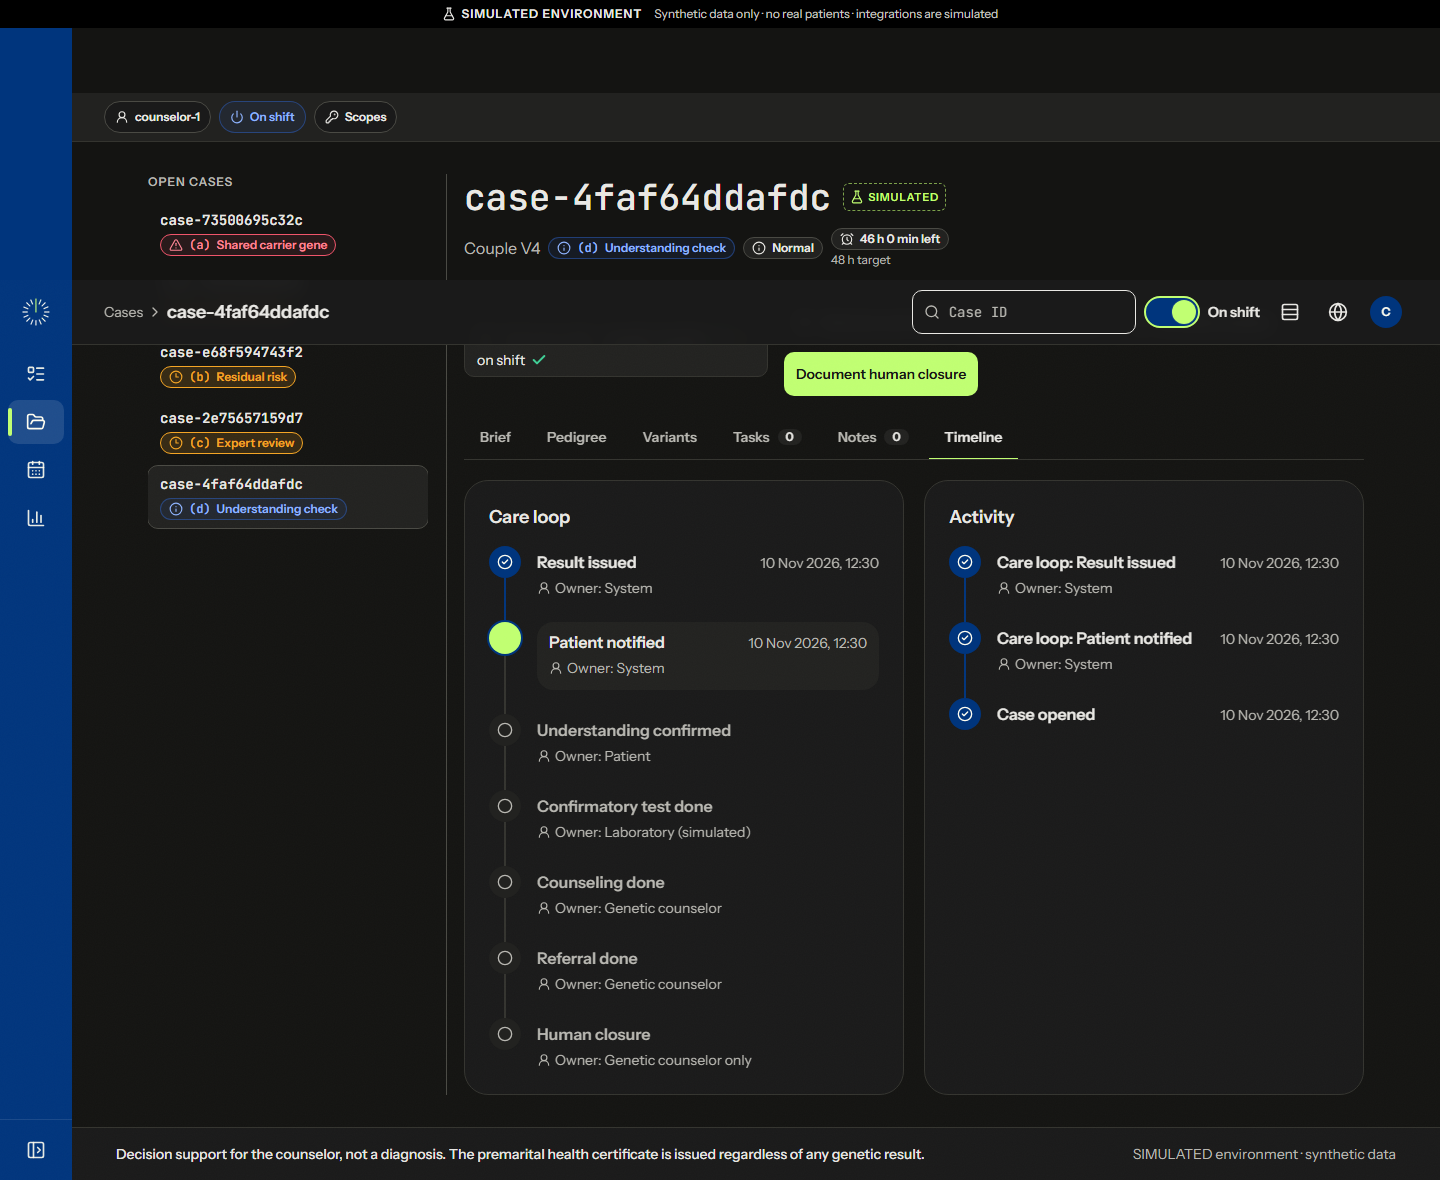 SIMULATED ENVIRONMENT Synthetic data only · no real patients · integrations are simulated
counselor-1 On shift Scopes
OPEN CASES
case-73500695c32c
(a) Shared carrier gene
case-4faf64ddafdc SIMULATED
Couple V4 (d) Understanding check Normal 46 h 0 min left
48 h target
Cases > case-4faf64ddafdc Case ID On shift C
case-e68f594743f2
(b) Residual risk
case-2e75657159d7
(c) Expert review
case-4faf64ddafdc
(d) Understanding check
on shift
Document human closure
Brief Pedigree Variants Tasks 0 Notes 0 Timeline
Care loop
Result issued 10 Nov 2026, 12:30
Owner: System
Patient notified 10 Nov 2026, 12:30
Owner: System
Understanding confirmed
Owner: Patient
Confirmatory test done
Owner: Laboratory (simulated)
Counseling done
Owner: Genetic counselor
Referral done
Owner: Genetic counselor
Human closure
Owner: Genetic counselor only
Activity
Care loop: Result issued 10 Nov 2026, 12:30
Owner: System
Care loop: Patient notified 10 Nov 2026, 12:30
Owner: System
Case opened 10 Nov 2026, 12:30
Decision support for the counselor, not a diagnosis. The premarital health certificate is issued regardless of any genetic result.
SIMULATED environment · synthetic data